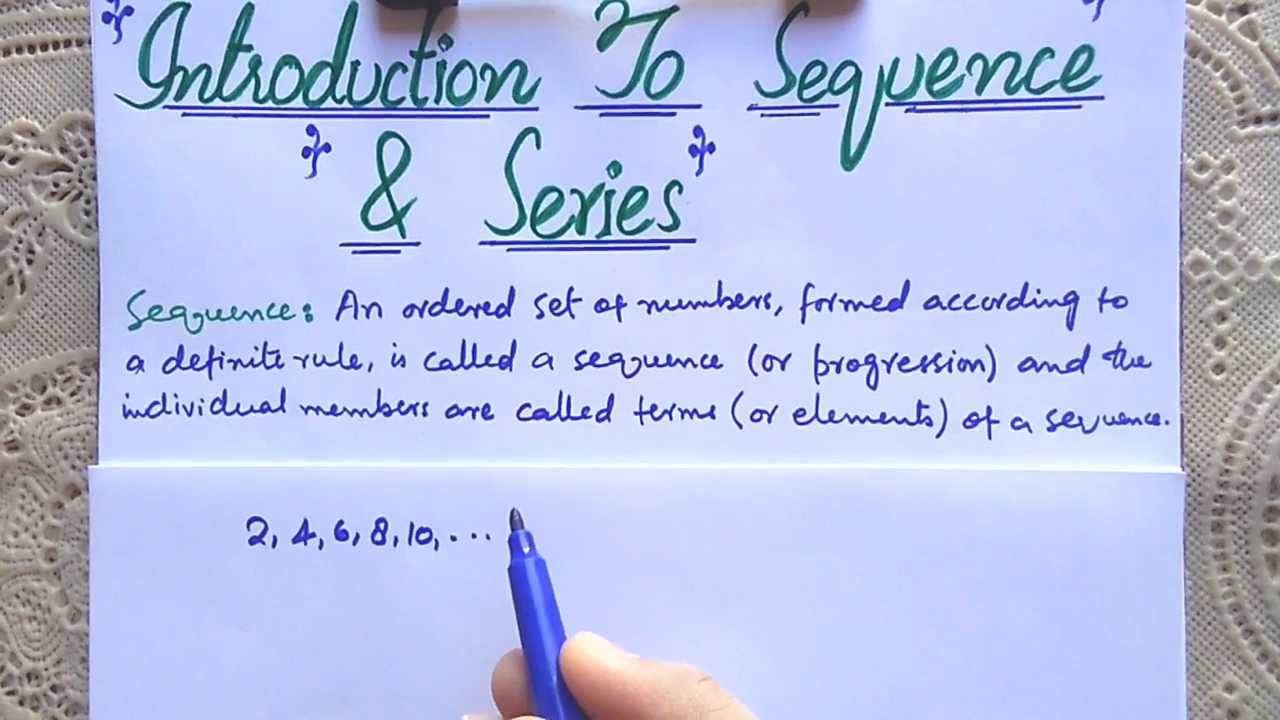 Introduction To Sequence
& Series
Sequence: An ordered set of numbers, formed according to
a definite rule, is called a sequence (or progression) and the
individual members are called terms (or elements) of a sequence.
2, 4, 6, 8, 10, ...